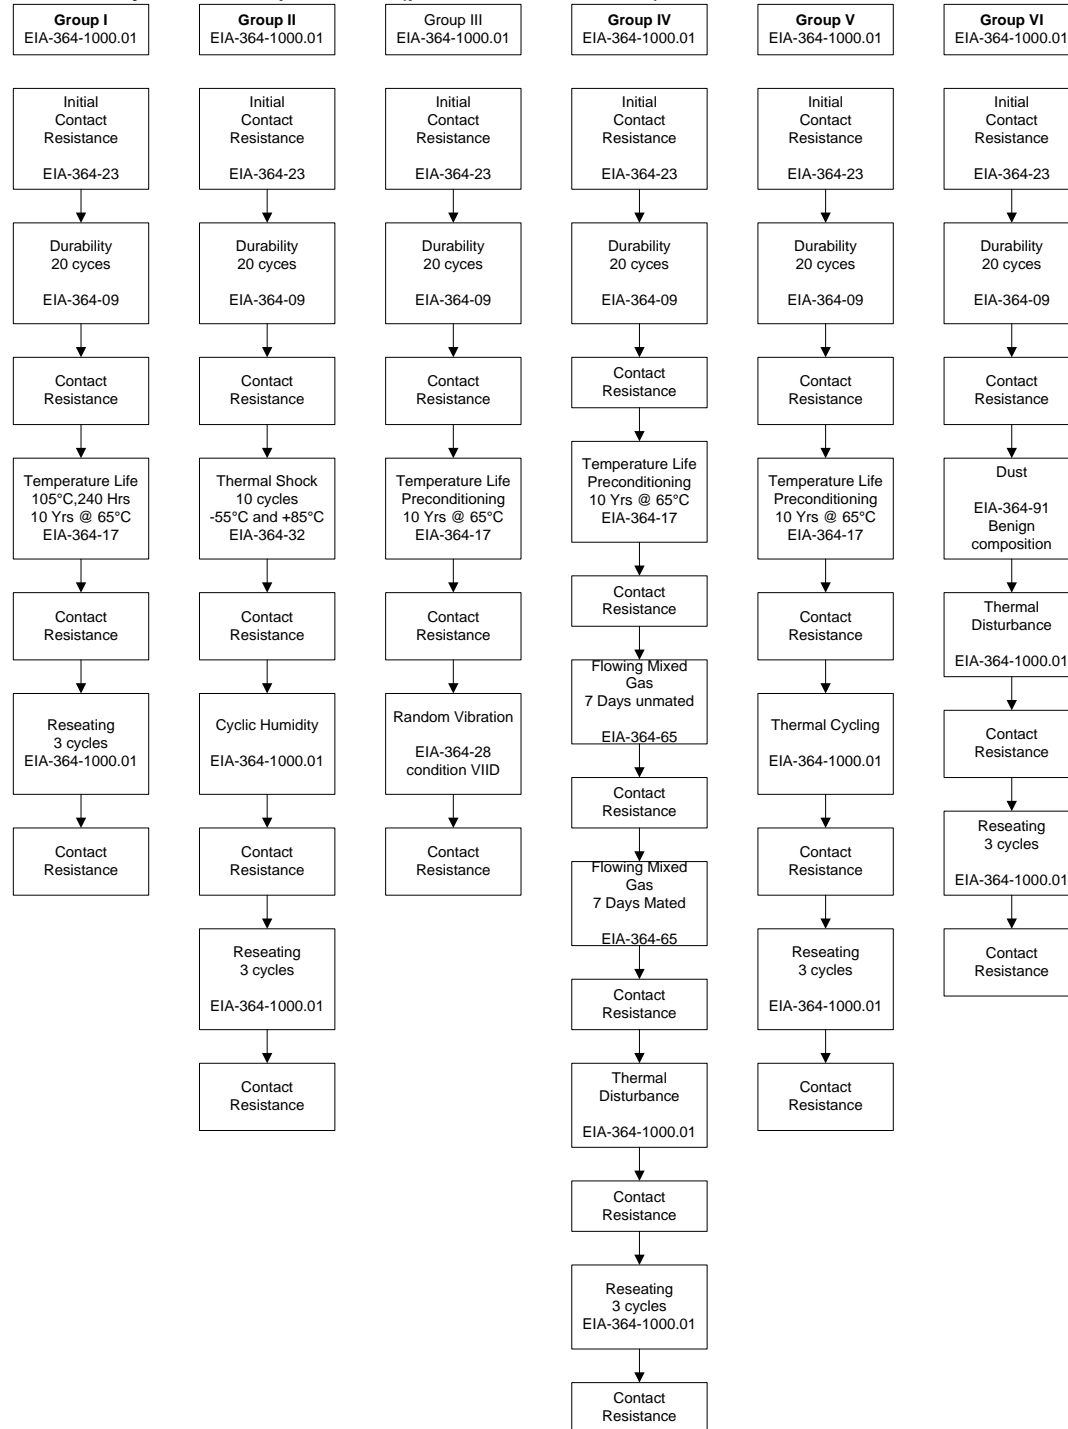 Group I
EIA-364-1000.01
Initial
Contact
Resistance
EIA-364-23
Durability
20 cyces
EIA-364-09
Contact
Resistance
Temperature Life
105°C,240 Hrs
10 Yrs @ 65°C
EIA-364-17
Contact
Resistance
Reseating
3 cycles
EIA-364-1000.01
Contact
Resistance
Group II
EIA-364-1000.01
Initial
Contact
Resistance
EIA-364-23
Durability
20 cyces
EIA-364-09
Contact
Resistance
Thermal Shock
10 cycles
-55°C and +85°C
EIA-364-32
Contact
Resistance
Cyclic Humidity
EIA-364-1000.01
Contact
Resistance
Reseating
3 cycles
EIA-364-1000.01
Contact
Resistance
Group III
EIA-364-1000.01
Initial
Contact
Resistance
EIA-364-23
Durability
20 cyces
EIA-364-09
Contact
Resistance
Temperature Life
Preconditioning
10 Yrs @ 65°C
EIA-364-17
Contact
Resistance
Random Vibration
EIA-364-28
condition VIID
Contact
Resistance
Group IV
EIA-364-1000.01
Initial
Contact
Resistance
EIA-364-23
Durability
20 cyces
EIA-364-09
Contact
Resistance
Temperature Life
Preconditioning
10 Yrs @ 65°C
EIA-364-17
Contact
Resistance
Flowing Mixed
Gas
7 Days unmated
EIA-364-65
Contact
Resistance
Flowing Mixed
Gas
7 Days Mated
EIA-364-65
Contact
Resistance
Thermal
Disturbance
EIA-364-1000.01
Contact
Resistance
Reseating
3 cycles
EIA-364-1000.01
Contact
Resistance
Group V
EIA-364-1000.01
Initial
Contact
Resistance
EIA-364-23
Durability
20 cyces
EIA-364-09
Contact
Resistance
Temperature Life
Preconditioning
10 Yrs @ 65°C
EIA-364-17
Contact
Resistance
Thermal Cycling
EIA-364-1000.01
Contact
Resistance
Reseating
3 cycles
EIA-364-1000.01
Contact
Resistance
Group VI
EIA-364-1000.01
Initial
Contact
Resistance
EIA-364-23
Durability
20 cyces
EIA-364-09
Contact
Resistance
Dust
EIA-364-91
Benign
composition
Thermal
Disturbance
EIA-364-1000.01
Contact
Resistance
Reseating
3 cycles
EIA-364-1000.01
Contact
Resistance